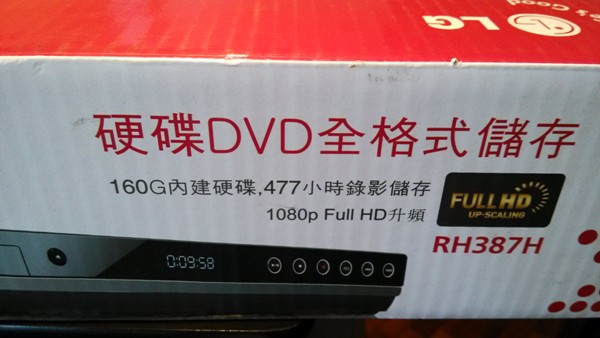 LG
硬碟DVD全格式儲存
160G內建硬碟,477小時錄影儲存
1080p Full HD升頻
FULL HD
UP-SCALING
RH387H
0:09:58